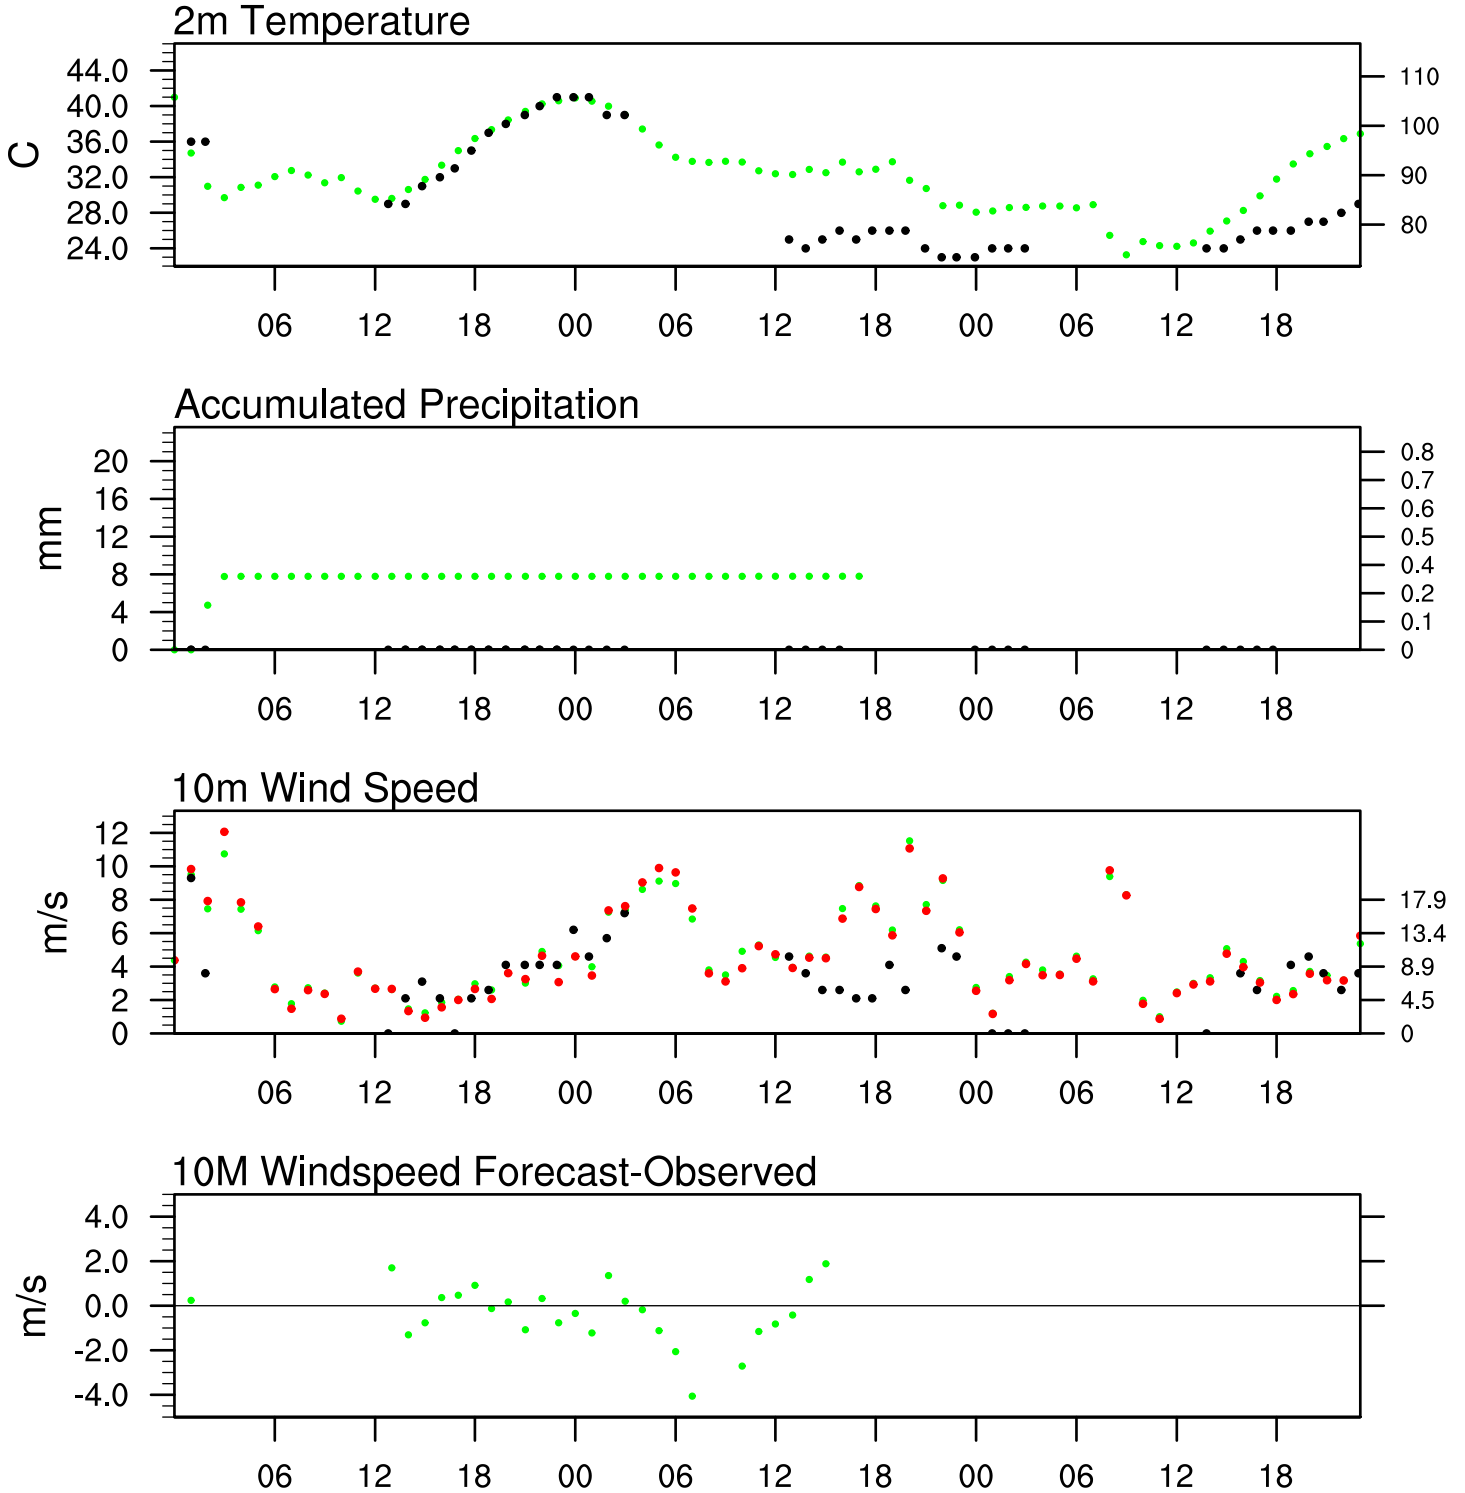 2m Temperature
44.0 110
40.0
36.0 100
C
32.0 90
28.0 80
24.0
06 12 18 00 06 12 18 00 06 12 18
Accumulated Precipitation
20 0.8
0.7
16 0.6
12 0.5
mm
8 0.4
0.2
4 0.1
0 0
06 12 18 00 06 12 18 00 06 12 18
10m Wind Speed
12
10
8 17.9
m/s
6 13.4
4 8.9
2 4.5
0 0
06 12 18 00 06 12 18 00 06 12 18
10M Windspeed Forecast-Observed
4.0
2.0
0.0
m/s
-2.0
-4.0
06 12 18 00 06 12 18 00 06 12 18